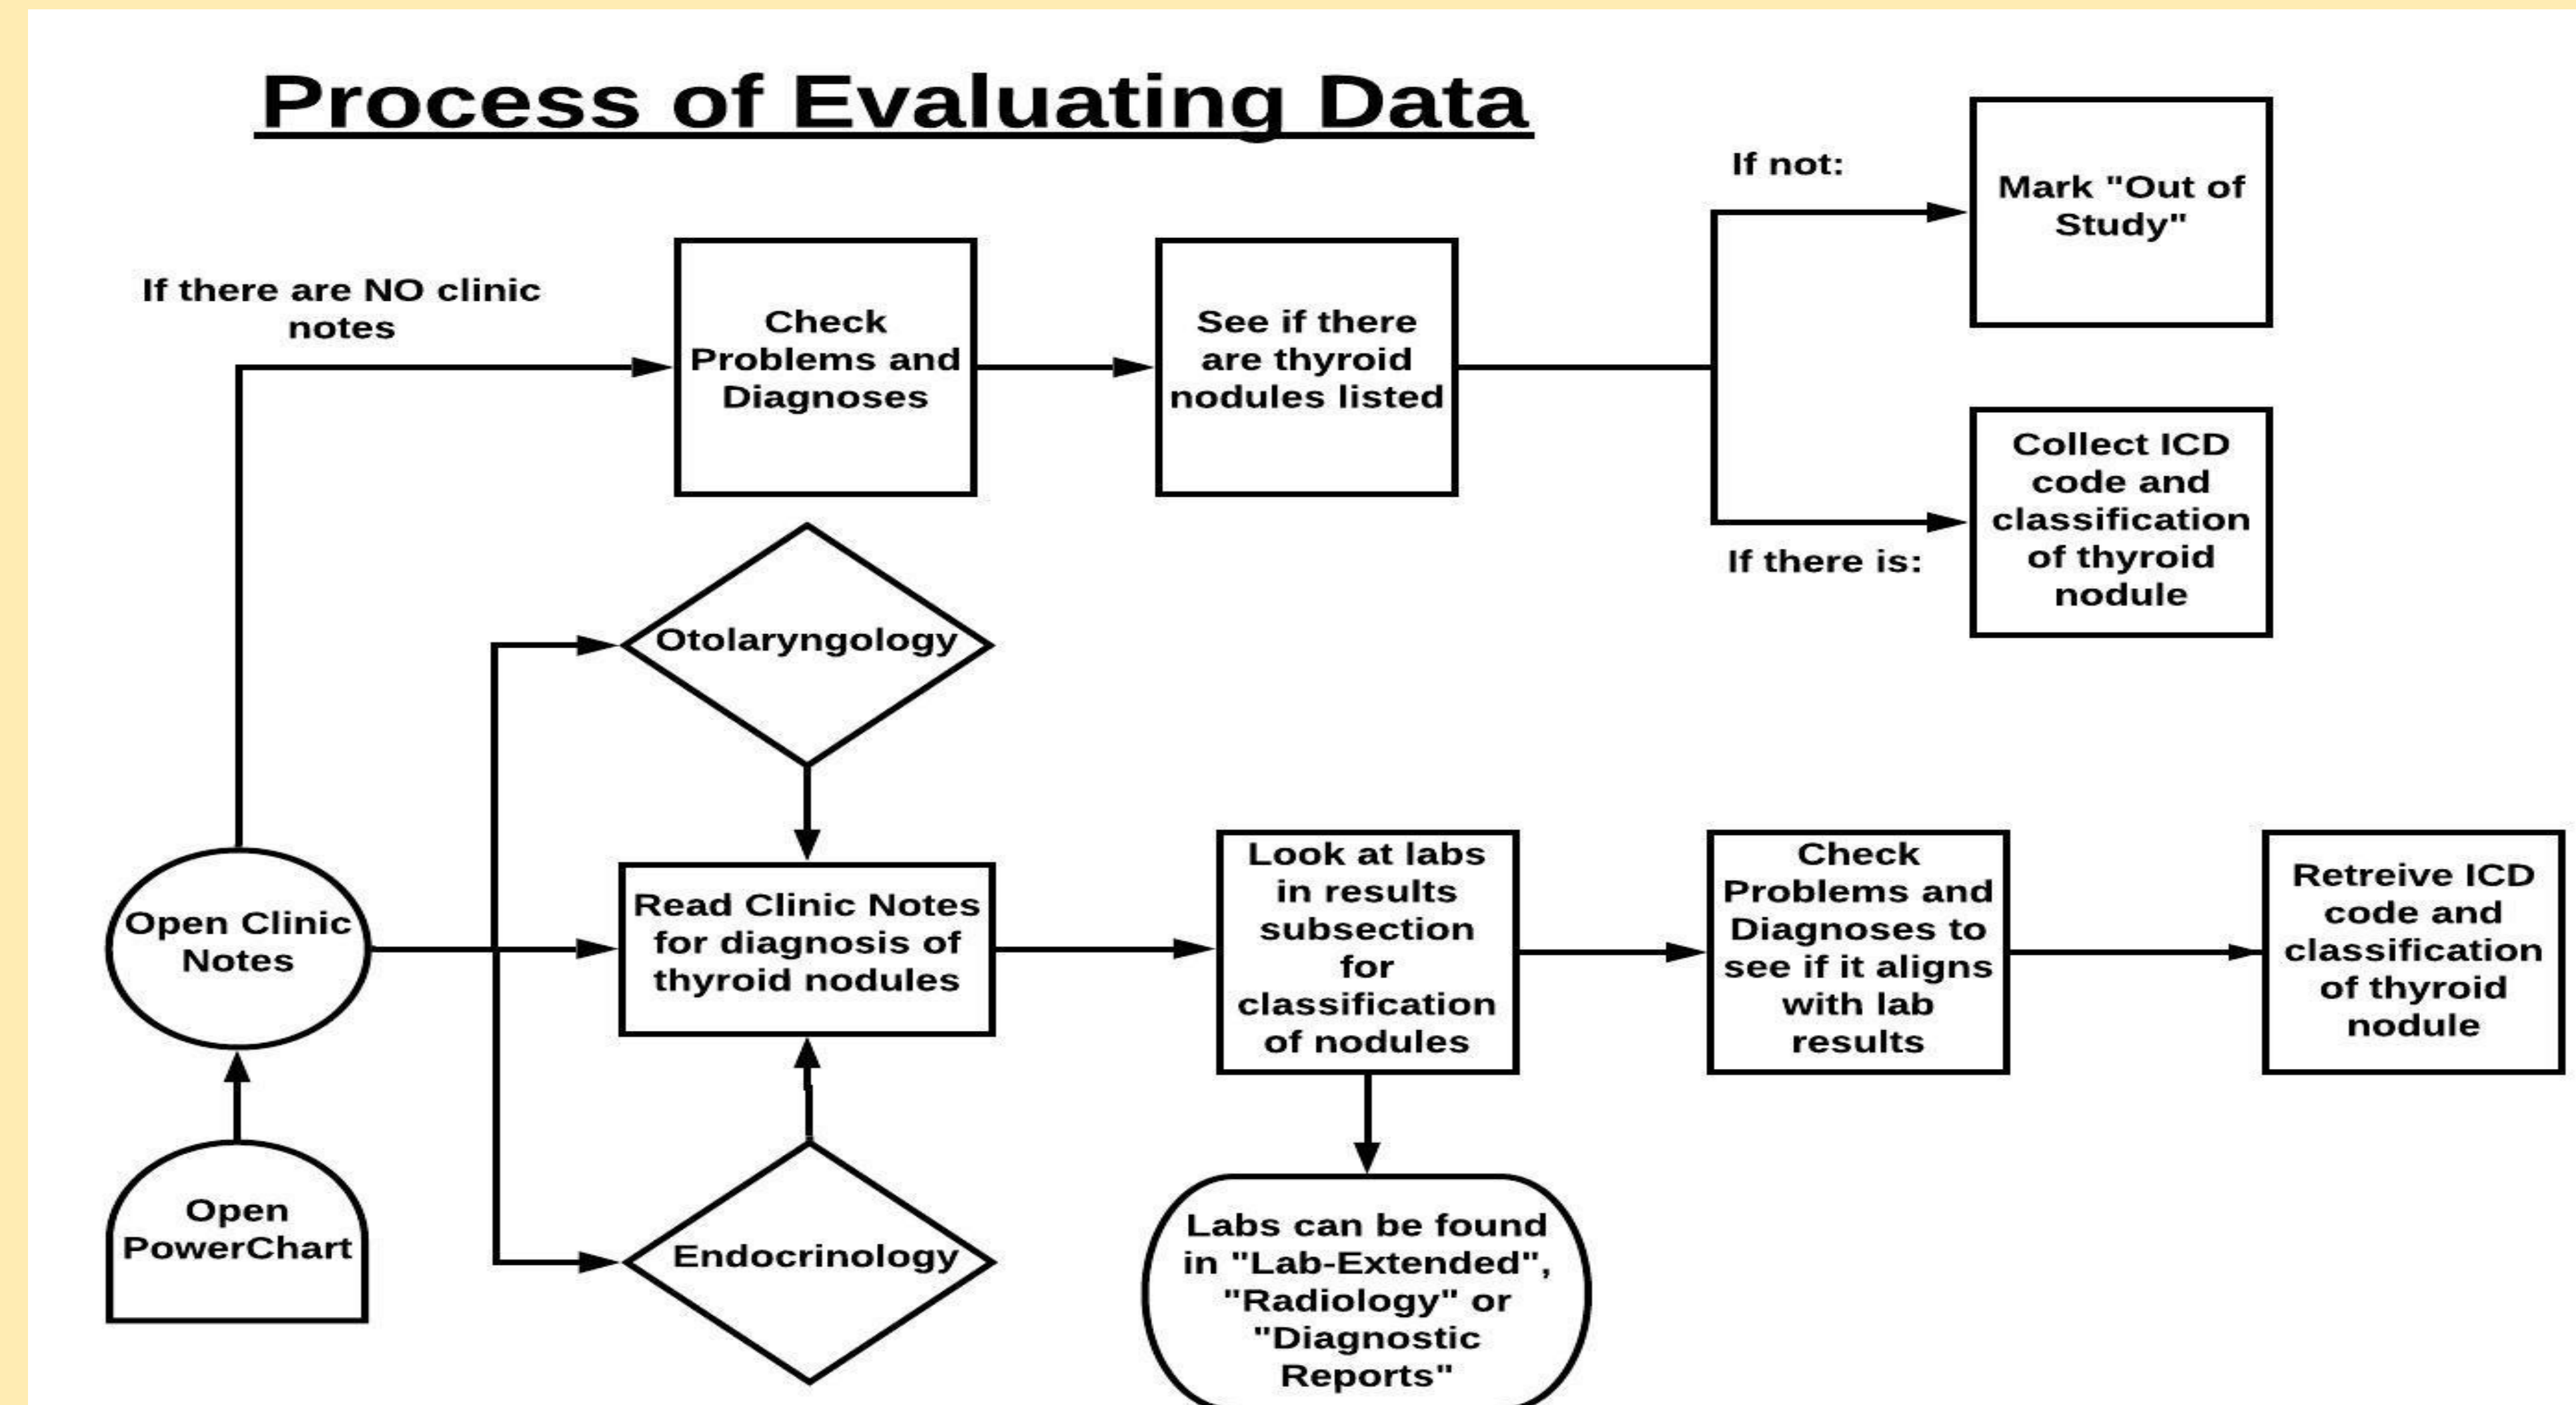 Process of Evaluating Data
If not:
Mark "Out of
Study"
If there are NO clinic
notes
Check
Problems and
Diagnoses
See if there
are thyroid
nodules listed
If there is:
Collect ICD
code and
classification
of thyroid
nodule
Otolaryngology
Open Clinic
Notes
Read Clinic Notes
for diagnosis of
thyroid nodules
Look at labs
in results
subsection
for
classification
of nodules
Check
Problems and
Diagnoses to
see if it aligns
with lab
results
Retreive ICD
code and
classification
of thyroid
nodule
Open
PowerChart
Endocrinology
Labs can be found
in "Lab-Extended",
"Radiology" or
"Diagnostic
Reports"